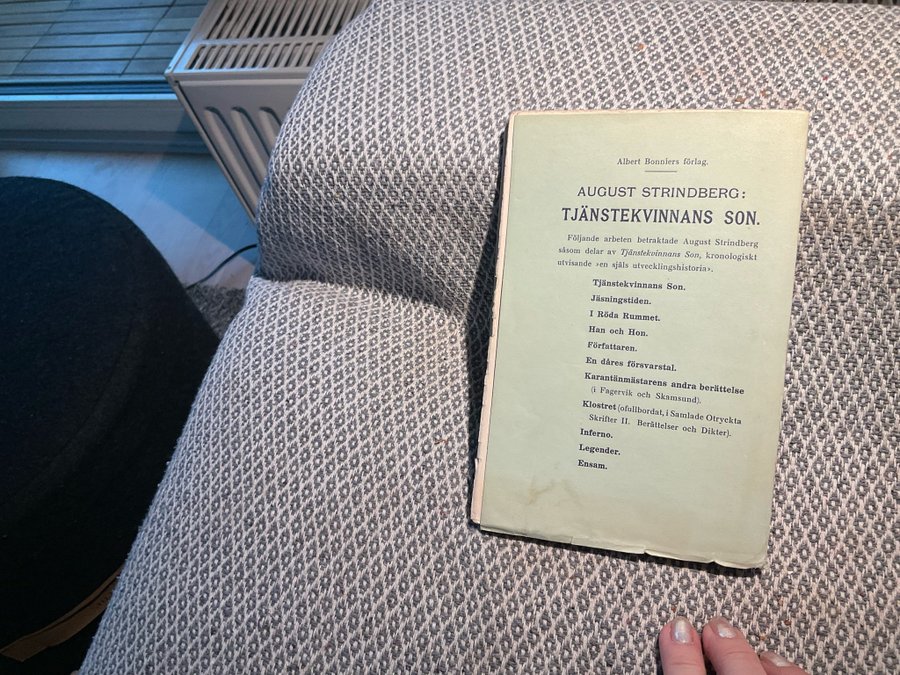 Albert Bonniers förlag.
AUGUST STRINDBERG:
TJÄNSTEKVINNANS SON.
Följande arbeten betraktade August Strindberg
såsom delar av Tjänstekvinnans Son, kronologiskt
utvisande »en själs utvecklingshistoria».
Tjänstekvinnans Son.
Jäsningstiden.
I Röda Rummet.
Han och Hon.
Författaren.
En dåres försvarstal.
Karantänmästarens andra berättelse
(i Fagervik och Skamsund).
Klostret (ofullbordat, i Samlade Otryckta
Skrifter II. Berättelser och Dikter).
Inferno.
Legender.
Ensam.